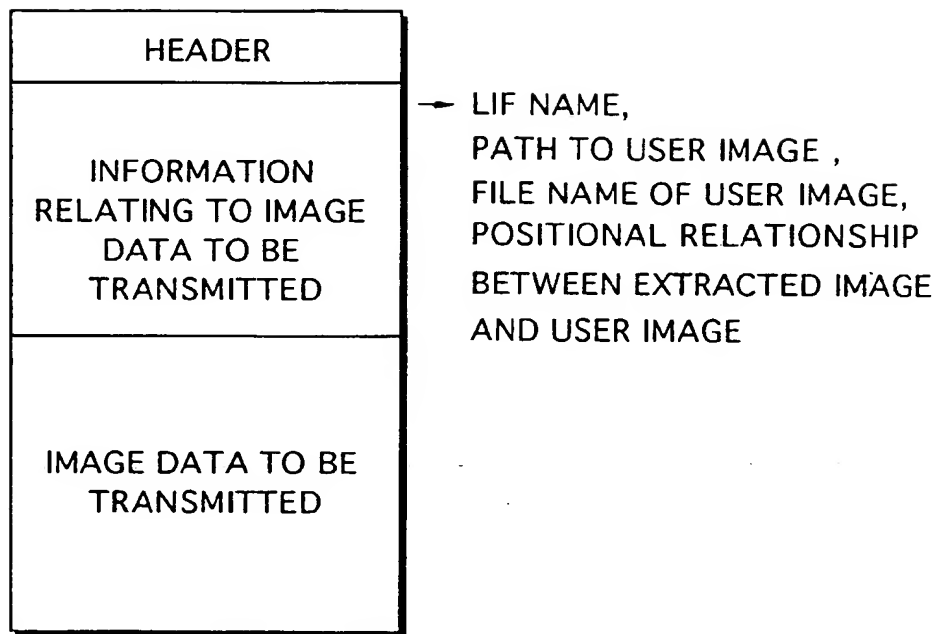 HEADER
INFORMATION
RELATING TO IMAGE
DATA TO BE
TRANSMITTED
IMAGE DATA TO BE
TRANSMITTED
LIF NAME,
PATH TO USER IMAGE ,
FILE NAME OF USER IMAGE,
POSITIONAL RELATIONSHIP
BETWEEN EXTRACTED IMAGE
AND USER IMAGE